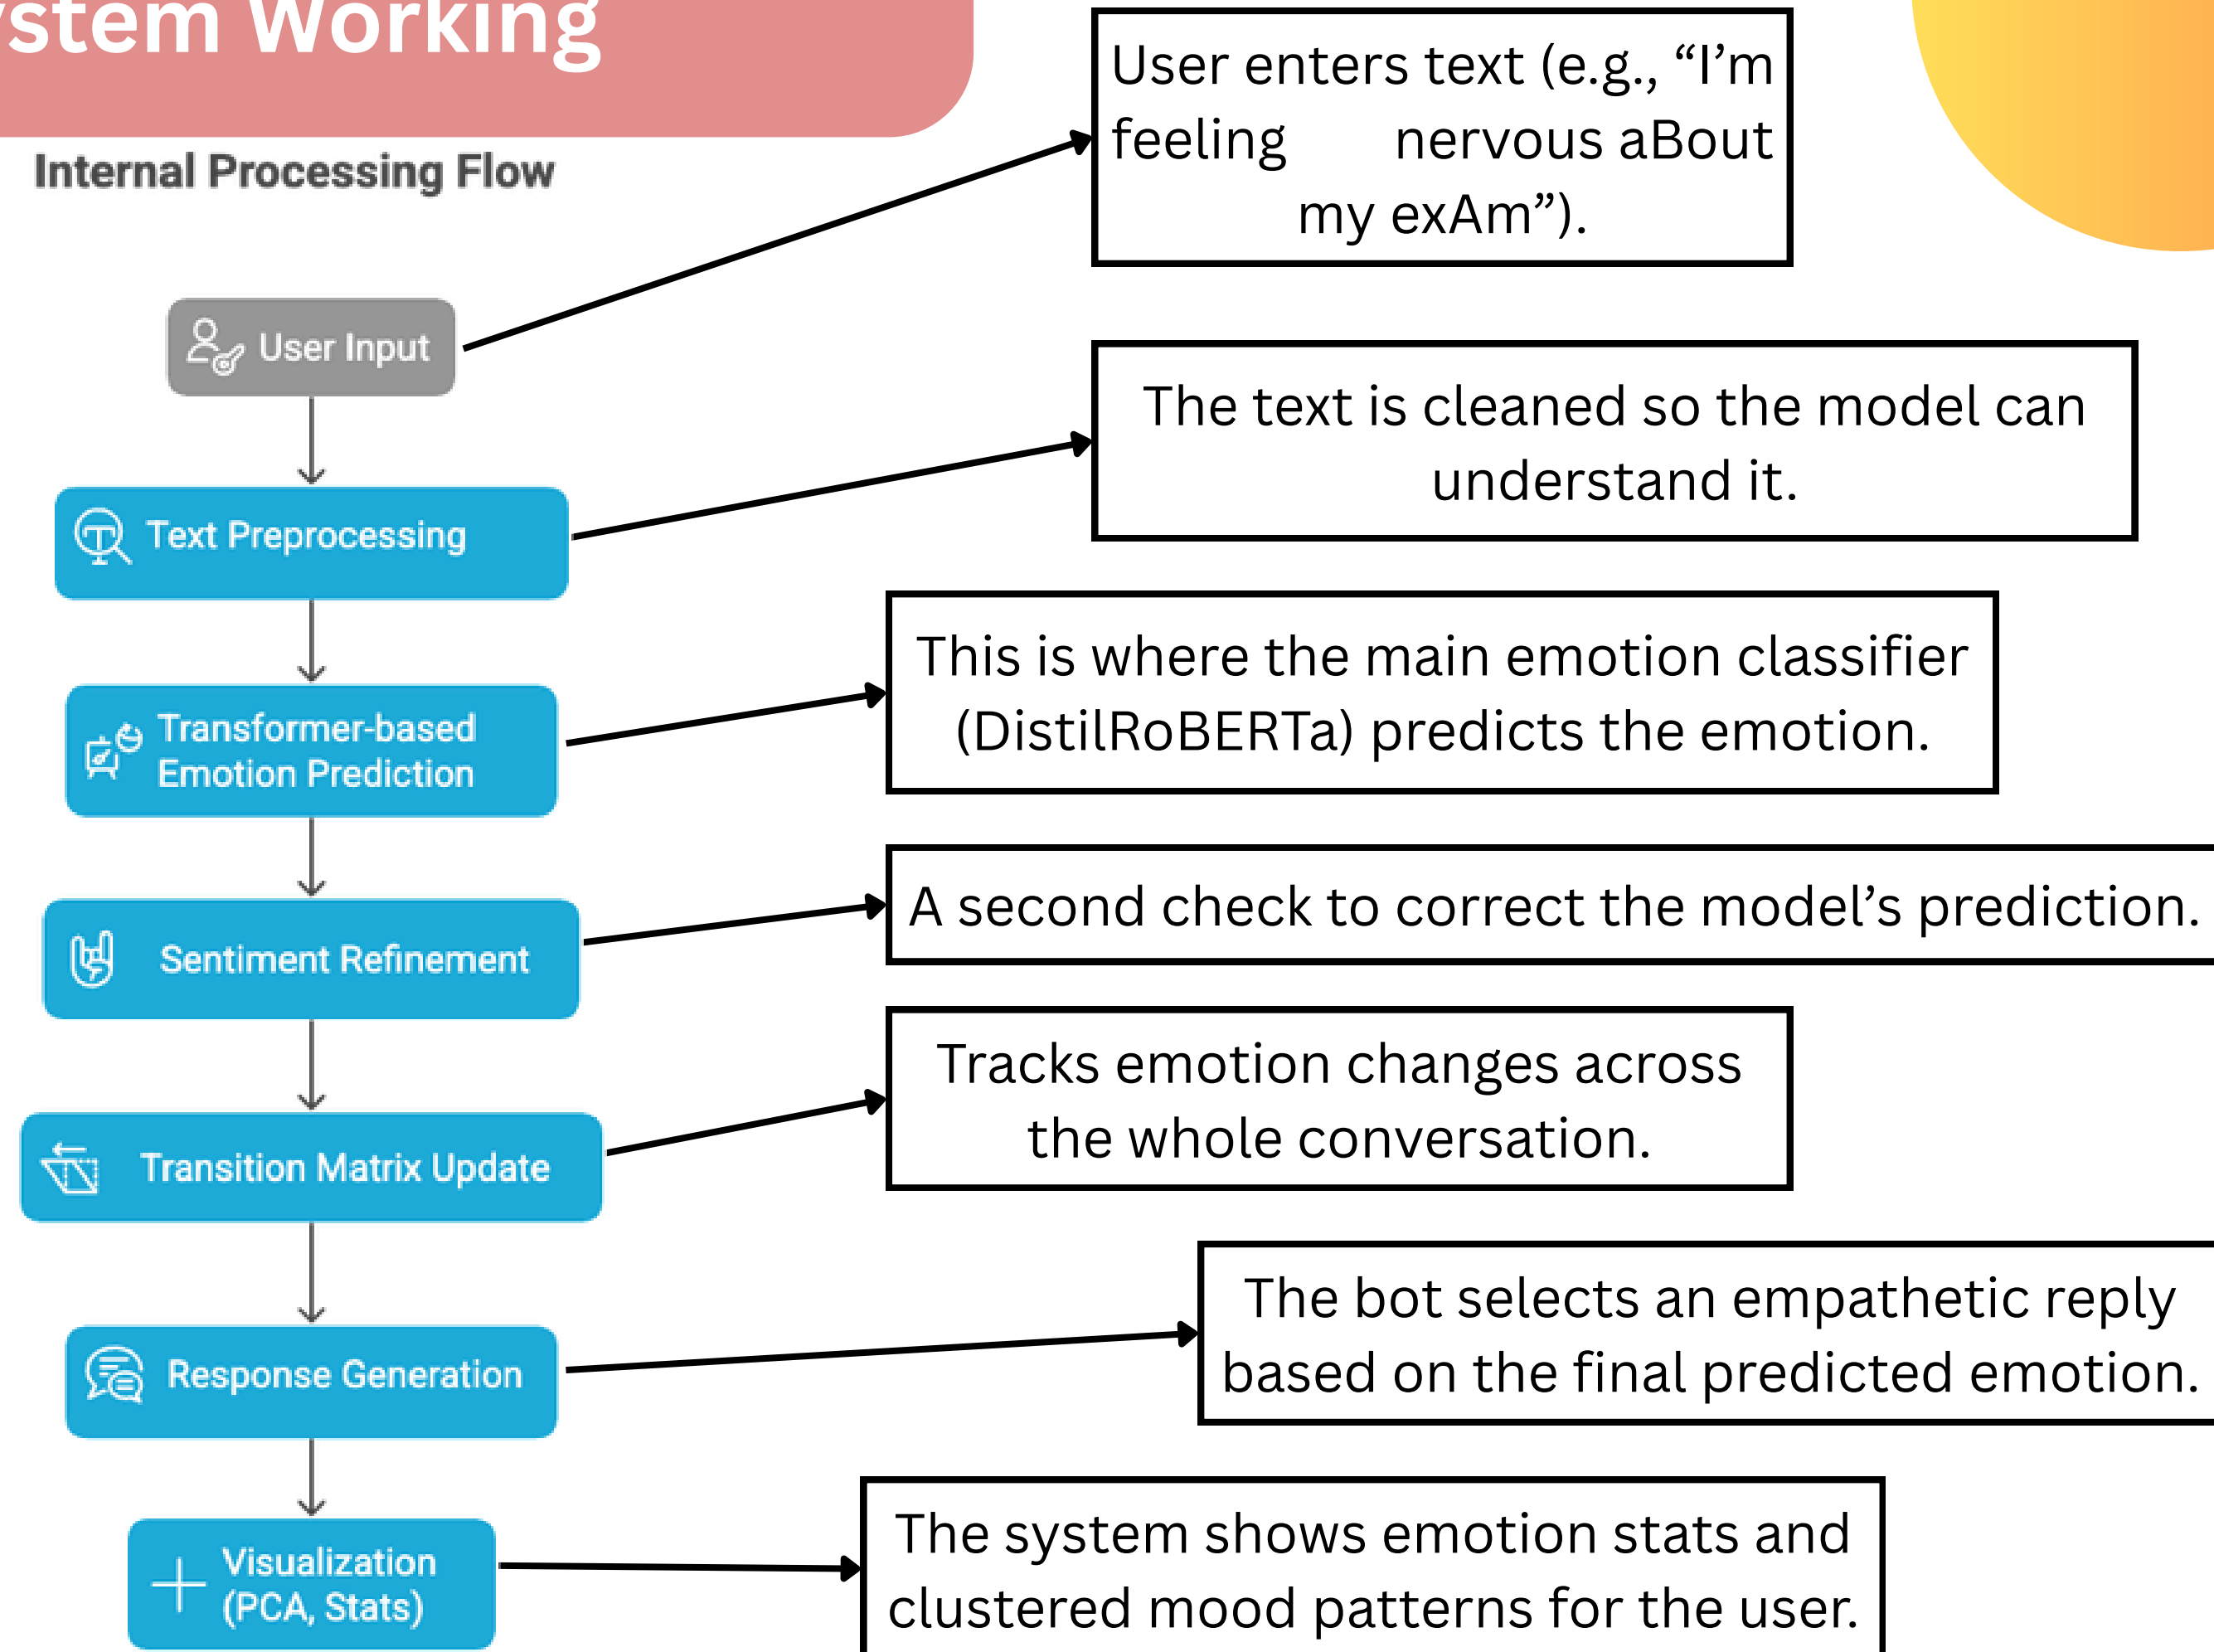 stem Working
Internal Processing Flow
User enters text (e.g., “I’m
feeling nervous aBout
my exAm”).
User Input
The text is cleaned so the model can
understand it.
Text Preprocessing
This is where the main emotion classifier
(DistilRoBERTa) predicts the emotion.
Transformer-based
Emotion Prediction
A second check to correct the model’s prediction.
Sentiment Refinement
Tracks emotion changes across
the whole conversation.
Transition Matrix Update
The bot selects an empathetic reply
based on the final predicted emotion.
Response Generation
The system shows emotion stats and
clustered mood patterns for the user.
Visualization
(PCA, Stats)